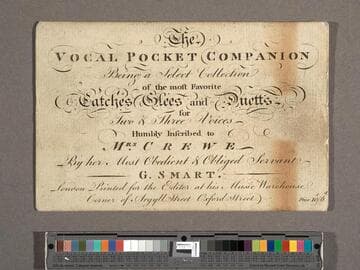 The
VOCAL POCKET COMPANION
Being a Select Collection
of the most Favorite
Catches Glees and Duetts
for
Two & Three Voices
Humbly Inscribed to
Mrs CREWE
By her Most Obedient & Obliged Servant
G. SMART.
London Printed for the Editor at his Music Warehouse
Corner of Argyll Street Oxford Street